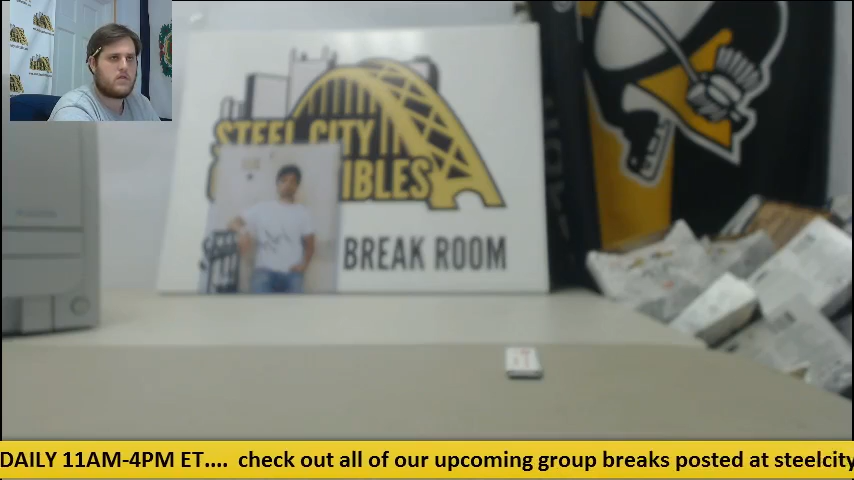 STEEL CITY
IBLES
BREAK ROOM
DAILY 11AM-4PM ET.... check out all of our upcoming group breaks posted at steelcity